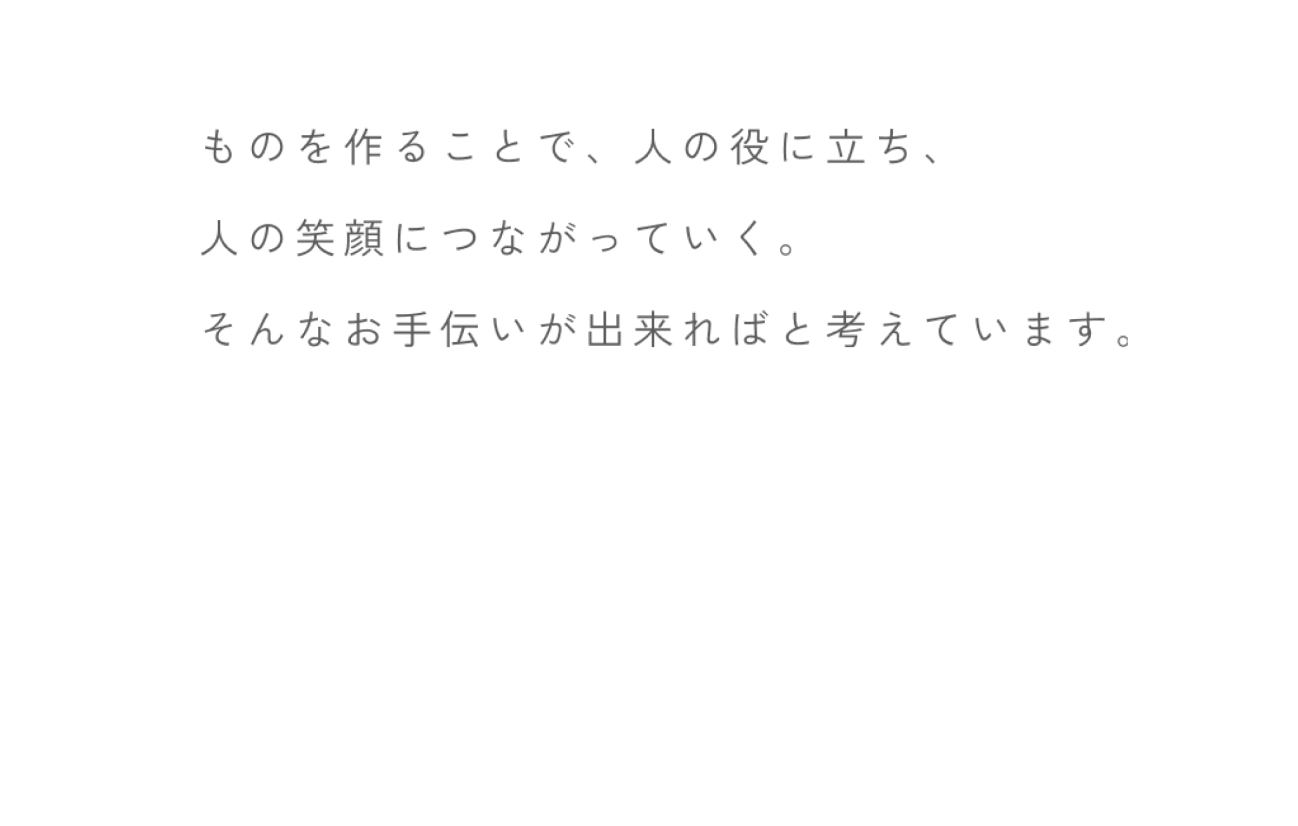 ものを作ることで、人の役に立ち、
人の笑顔につながっていく。
そんなお手伝いが出来ればと考えています。